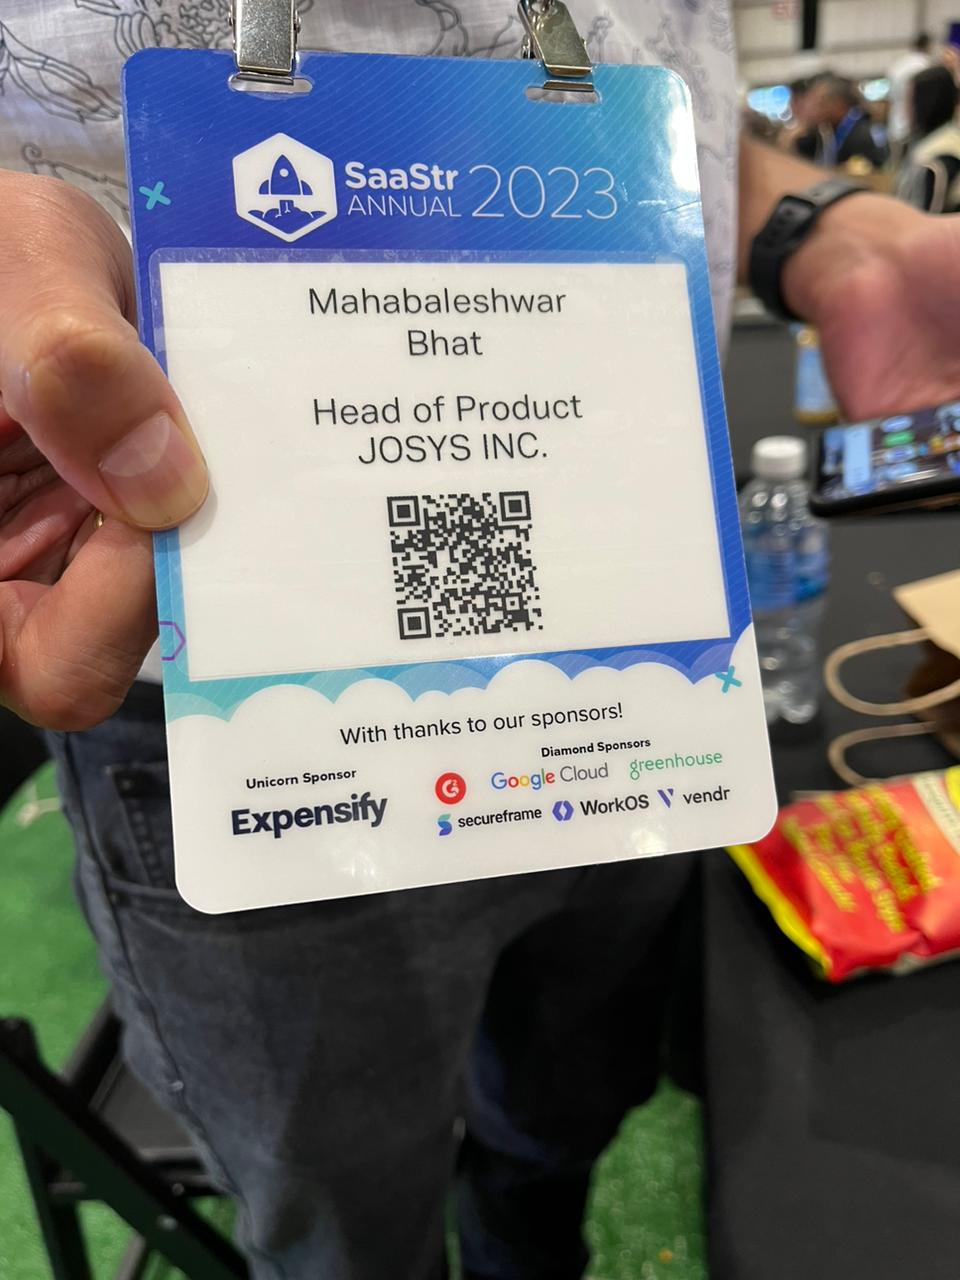 SaaStr
ANNUAL 2023
Mahabaleshwar
Bhat
Head of Product
JOSYS INC.
With thanks to our sponsors!
Unicorn Sponsor
Expensify
Diamond Sponsors
Google Cloud
greenhouse
secureframe
WorkOS
vendr